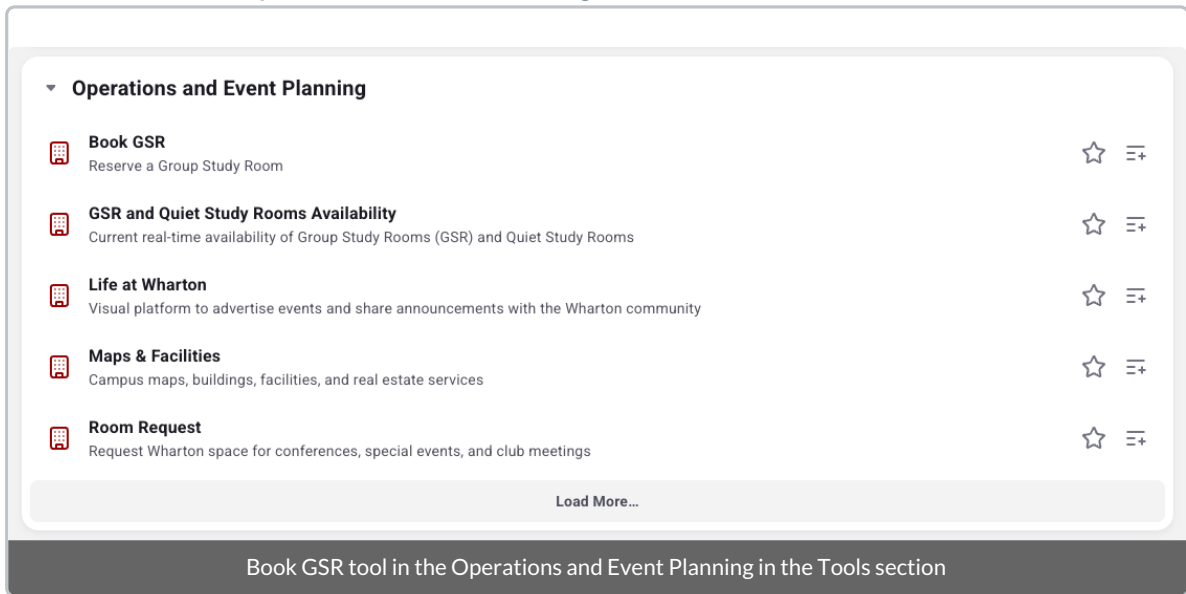 Operations and Event Planning
Book GSR
Reserve a Group Study Room
GSR and Quiet Study Rooms Availability
Current real-time availability of Group Study Rooms (GSR) and Quiet Study Rooms
Life at Wharton
Visual platform to advertise events and share announcements with the Wharton community
Maps & Facilities
Campus maps, buildings, facilities, and real estate services
Room Request
Request Wharton space for conferences, special events, and club meetings
Load More...
Book GSR tool in the Operations and Event Planning in the Tools section